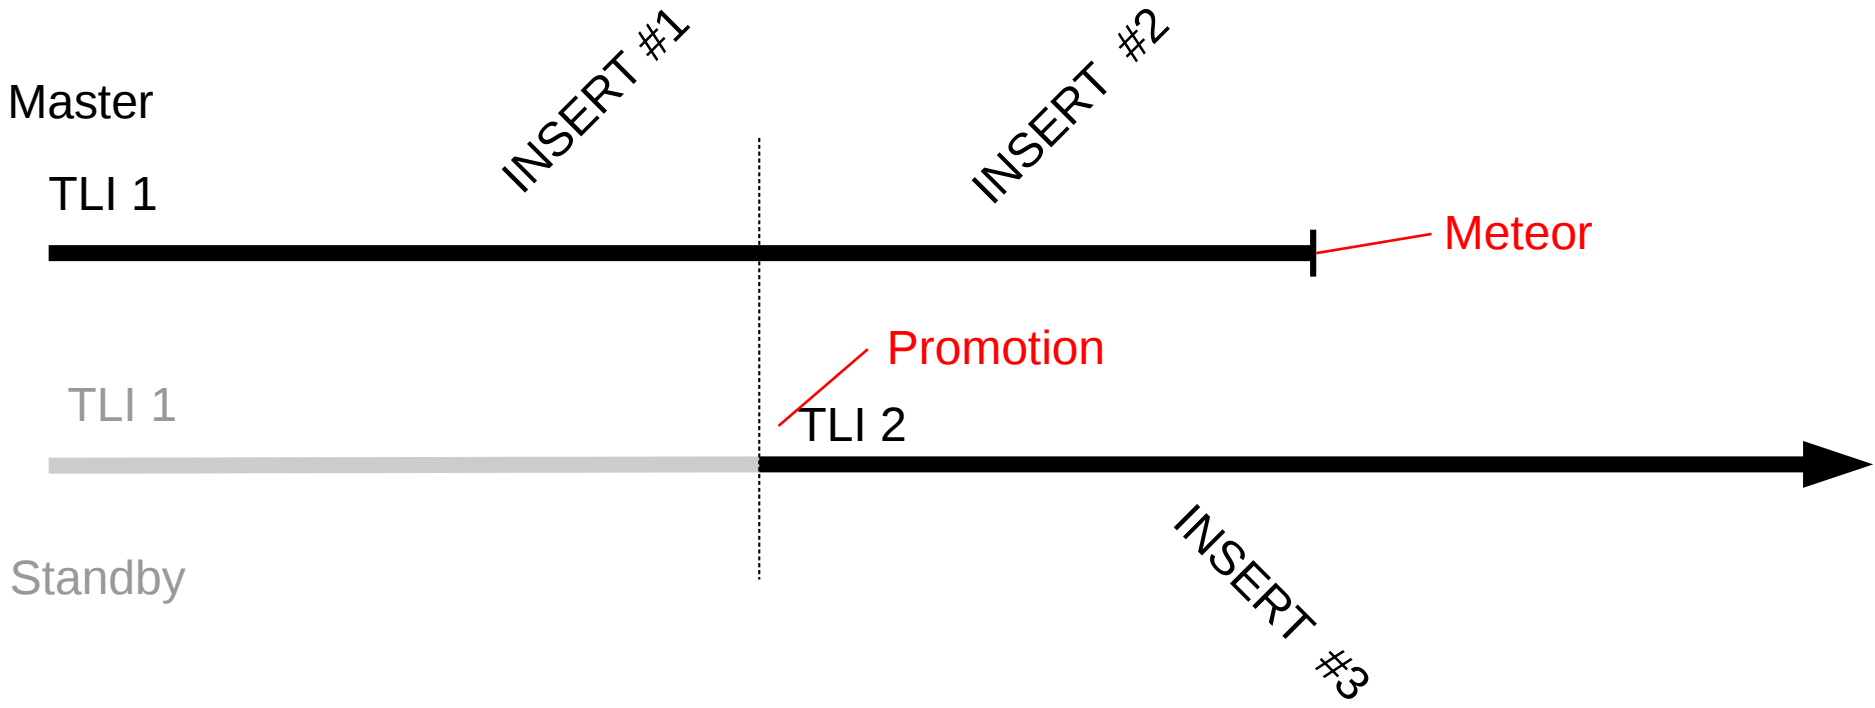 Master
INSERT #1
INSERT #2
TLI 1
Meteor
Promotion
TLI 1
TLI 2
Standby
INSERT #3